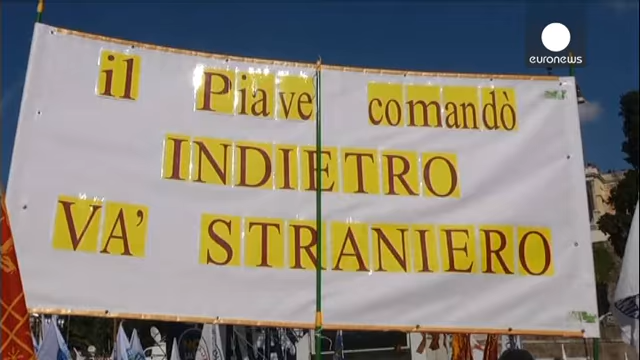 euronews
il Piave comandò
INDIETRO
VA' STRANIERO